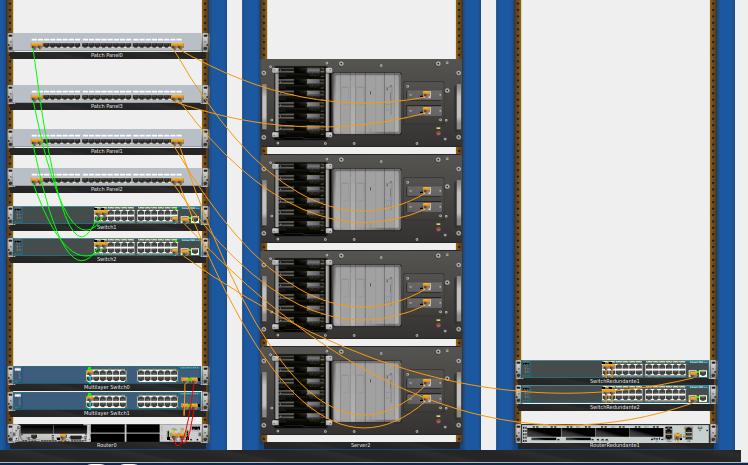 Patch Panel0
Patch Panel3
Patch Panel1
Patch Panel2
Switch1
Switch2
Multilayer Switch0
Multilayer Switch1
Router0
Server2
SwitchRedundante1
SwitchRedundante2
RouterRedundante1